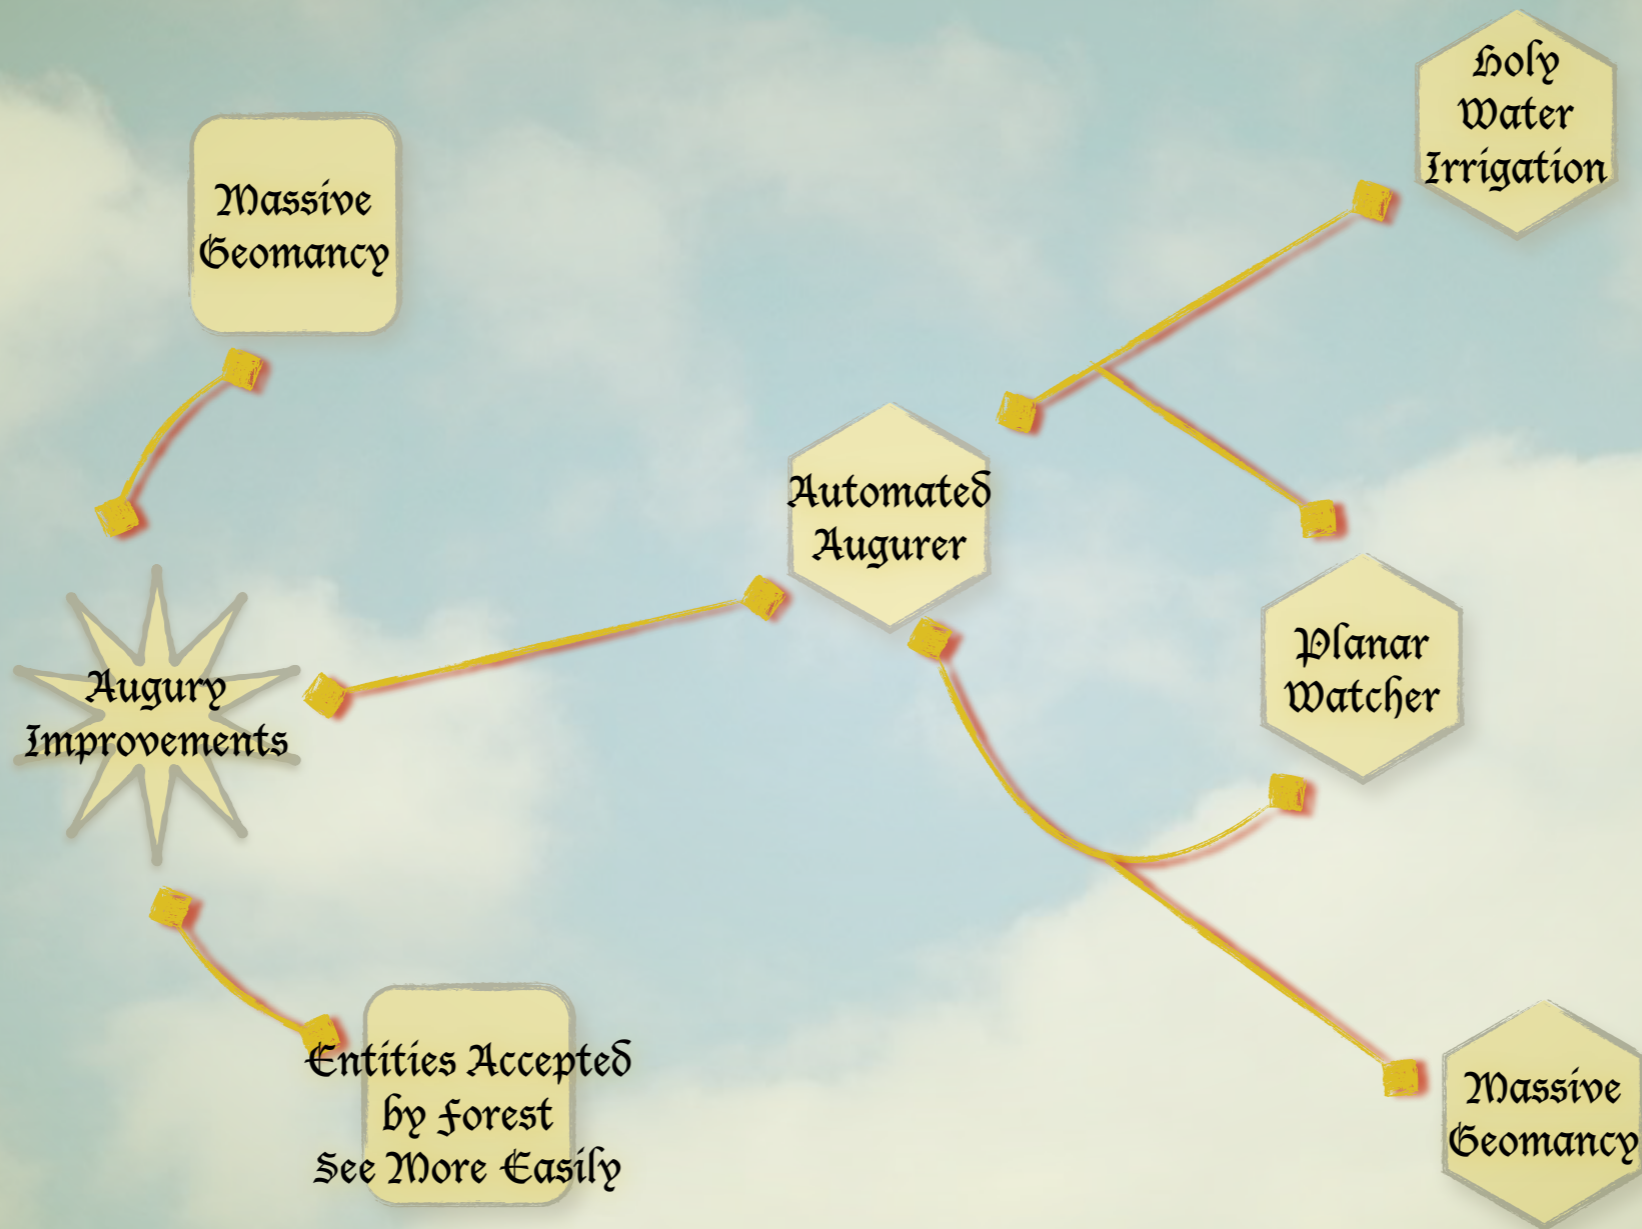 Holy
Water
Irrigation
Massive
Geomancy
Automated
Augurer
Planar
Watcher
Augury
Improvements
Entities Accepted
by Forest
See More Easily
Massive
Geomancy